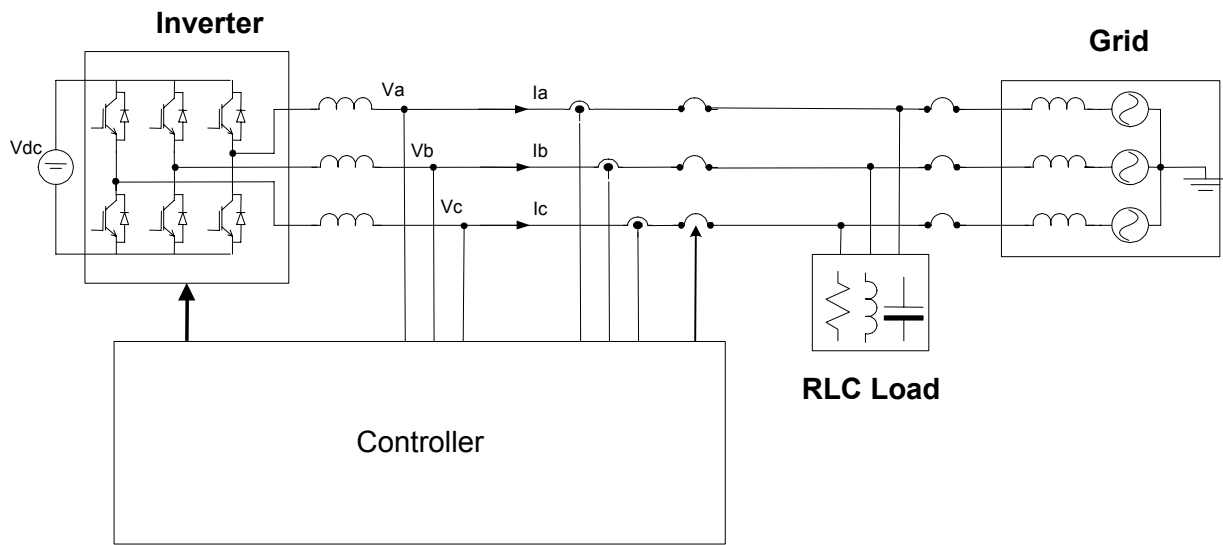 Inverter
Grid
Va
Ia
Vdc
Vb
Ib
Vc
Ic
RLC Load
Controller